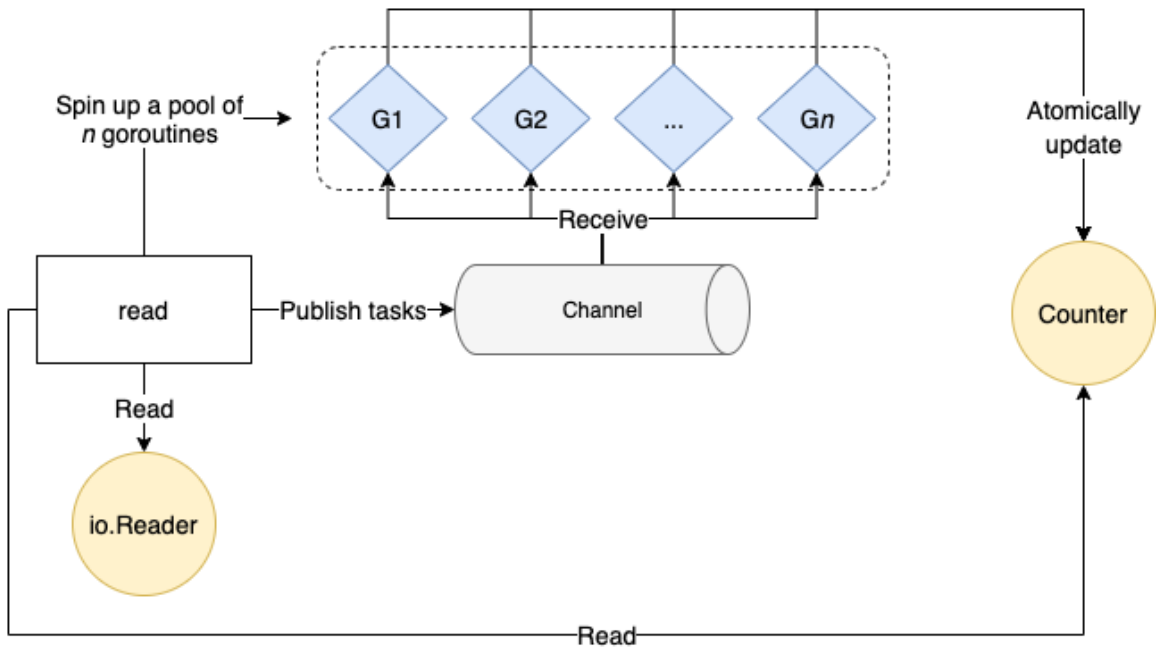 Spin up a pool of
n goroutines
G1
G2
...
Gn
Atomically
update
Receive
read
Publish tasks
Channel
Counter
Read
io.Reader
Read